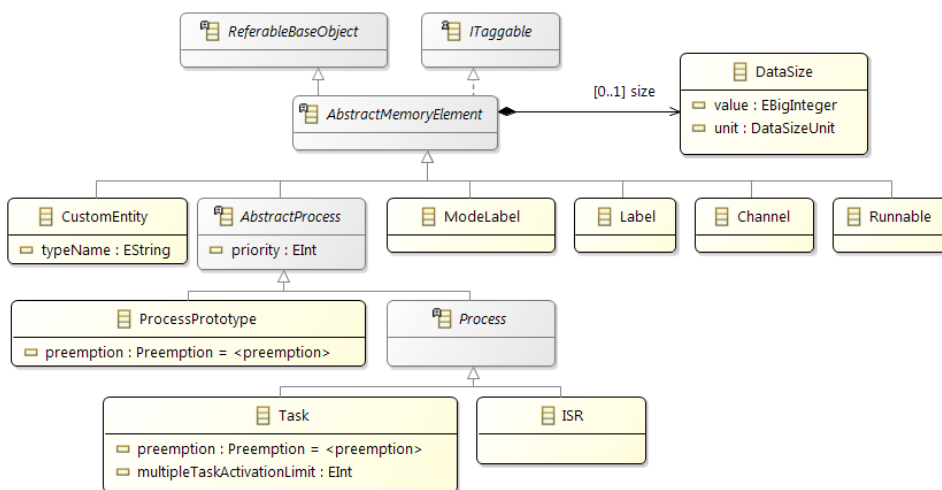 ReferableBaseObject
ITaggable
AbstractMemoryElement
[0..1] size
DataSize
value : EBigInteger
unit : DataSizeUnit
CustomEntity
typeName : EString
AbstractProcess
priority : EInt
ModeLabel
Label
Channel
Runnable
ProcessPrototype
preemption : Preemption = <preemption>
Process
Task
preemption : Preemption = <preemption>
multipleTaskActivationLimit : EInt
ISR